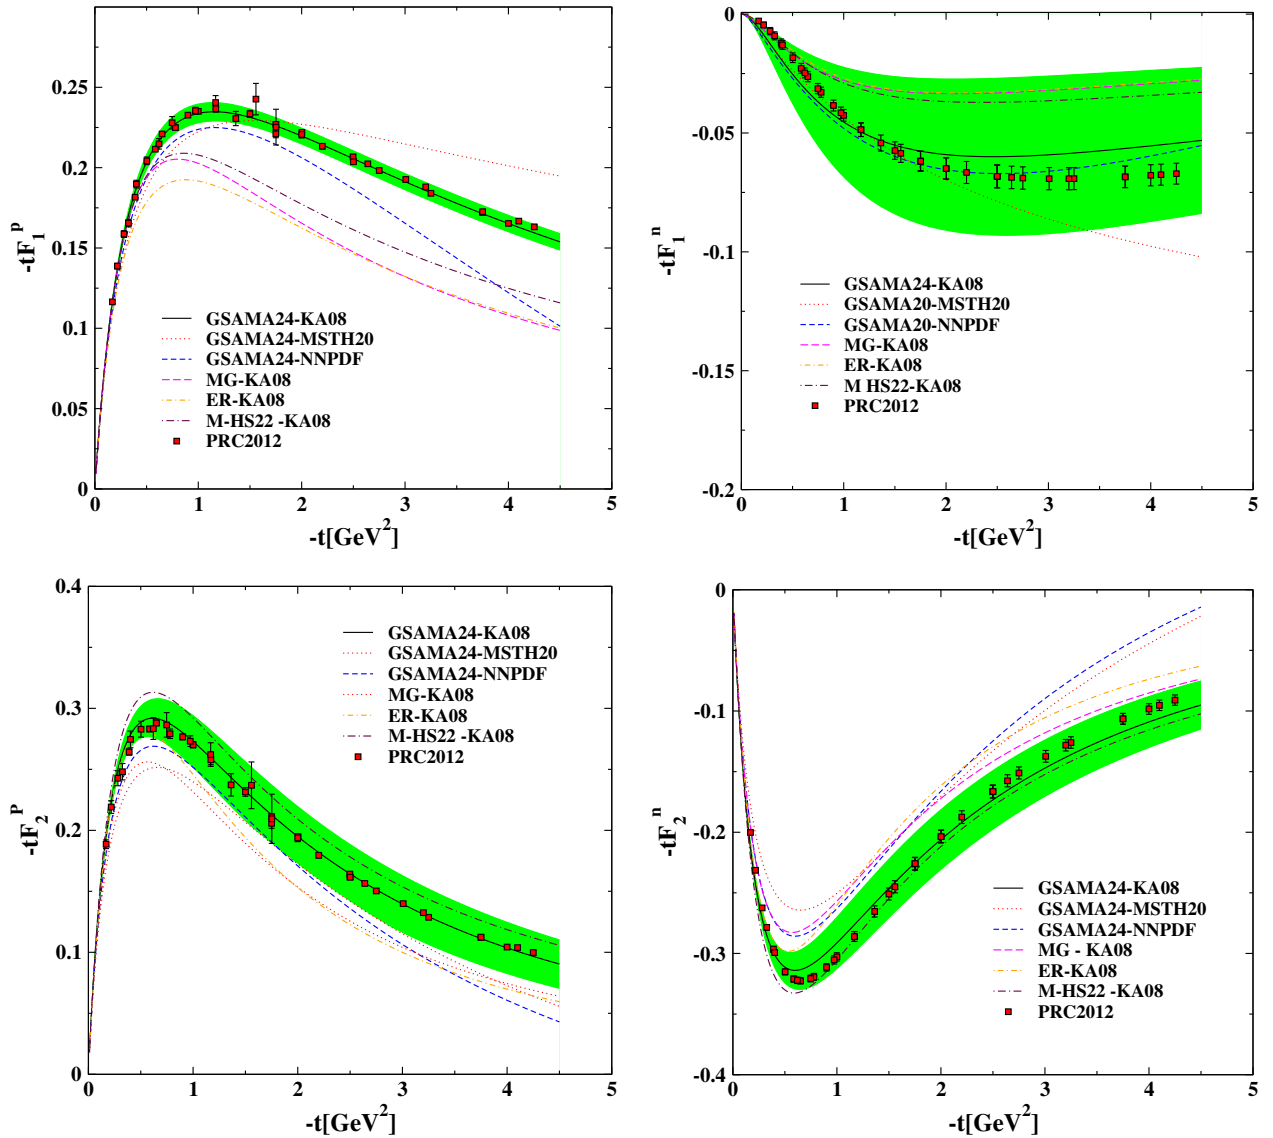 0.25
0.2
0.15
0.1
0.05
0
0 1 2 3 4 5
-tF₁ᵖ
-t[GeV²]
GSAMA24-KA08
GSAMA24-MSTH20
GSAMA24-NNPDF
MG-KA08
ER-KA08
M-HS22 -KA08
PRC2012
0
-0.05
-0.1
-0.15
-0.2
0 1 2 3 4 5
-tF₁ⁿ
-t[GeV²]
GSAMA24-KA08
GSAMA20-MSTH20
GSAMA20-NNPDF
MG-KA08
ER-KA08
M HS22-KA08
PRC2012
0.4
0.3
0.2
0.1
0
0 1 2 3 4 5
-tF₂ᴾ
-t[GeV²]
GSAMA24-KA08
GSAMA24-MSTH20
GSAMA24-NNPDF
MG-KA08
ER-KA08
M-HS22 -KA08
PRC2012
0
-0.1
-0.2
-0.3
-0.4
0 1 2 3 4 5
-tF₂ⁿ
-t[GeV²]
GSAMA24-KA08
GSAMA24-MSTH20
GSAMA24-NNPDF
MG - KA08
ER-KA08
M-HS22 -KA08
PRC2012